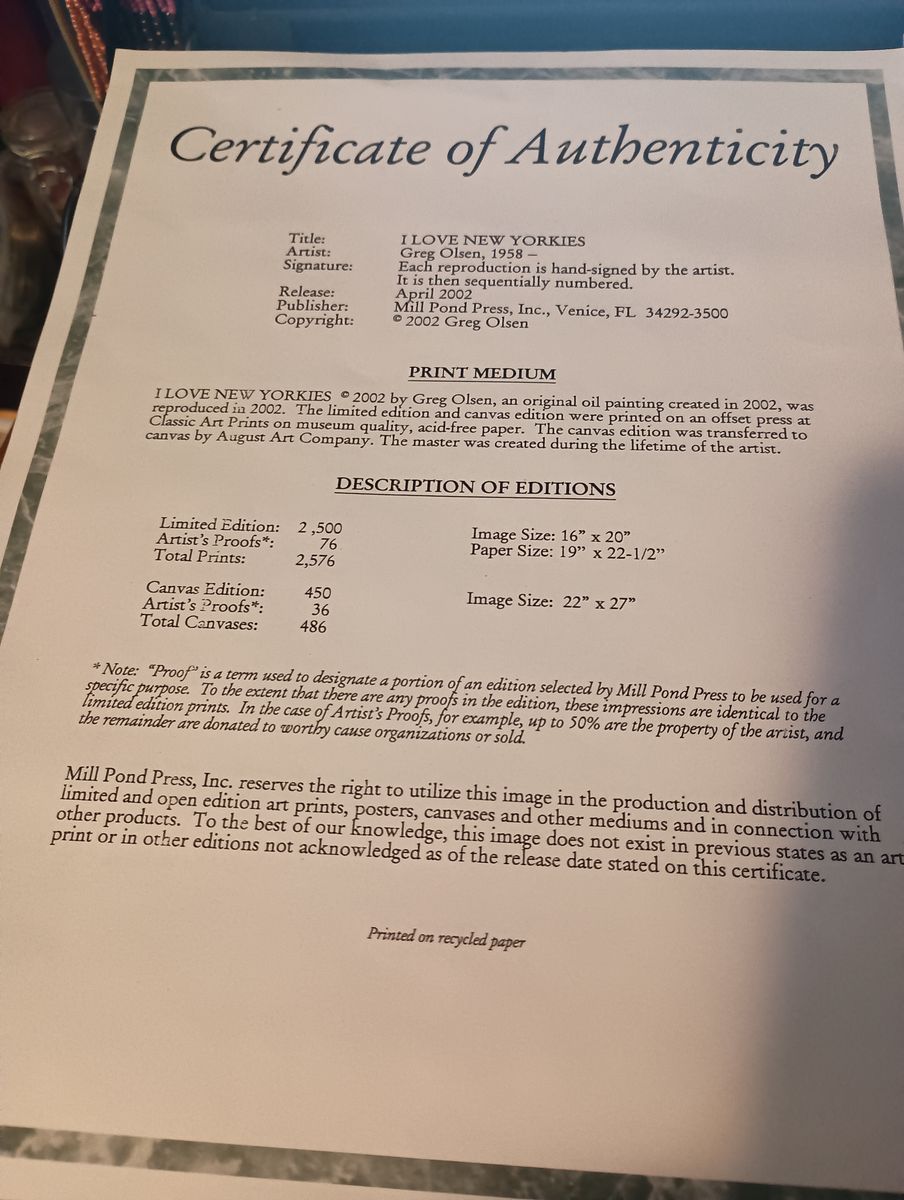 Certificate of Authenticity
Title: I LOVE NEW YORKIES
Artist: Greg Olsen, 1958 –
Signature: Each reproduction is hand-signed by the artist.
It is then sequentially numbered.
Release: April 2002
Publisher: Mill Pond Press, Inc., Venice, FL 34292-3500
Copyright: © 2002 Greg Olsen
PRINT MEDIUM
I LOVE NEW YORKIES © 2002 by Greg Olsen, an original oil painting created in 2002, was
reproduced in 2002. The limited edition and canvas edition were printed on an offset press at
Classic Art Prints on museum quality, acid-free paper. The canvas edition was transferred to
canvas by August Art Company. The master was created during the lifetime of the artist.
DESCRIPTION OF EDITIONS
Limited Edition: 2 ,500 Image Size: 16” x 20”
Artist's Proofs*: 76 Paper Size: 19” x 22-1/2”
Total Prints: 2,576
Canvas Edition: 450
Artist's Proofs*: 36 Image Size: 22” x 27”
Total Canvases: 486
* Note: “Proof” is a term used to designate a portion of an edition selected by Mill Pond Press to be used for a
specific purpose. To the extent that there are any proofs in the edition, these impressions are identical to the
limited edition prints. In the case of Artist's Proofs, for example, up to 50% are the property of the artist, and
the remainder are donated to worthy cause organizations or sold.
Mill Pond Press, Inc. reserves the right to utilize this image in the production and distribution of
limited and open edition art prints, posters, canvases and other mediums and in connection with
other products. To the best of our knowledge, this image does not exist in previous states as an art
print or in other editions not acknowledged as of the release date stated on this certificate.
Printed on recycled paper